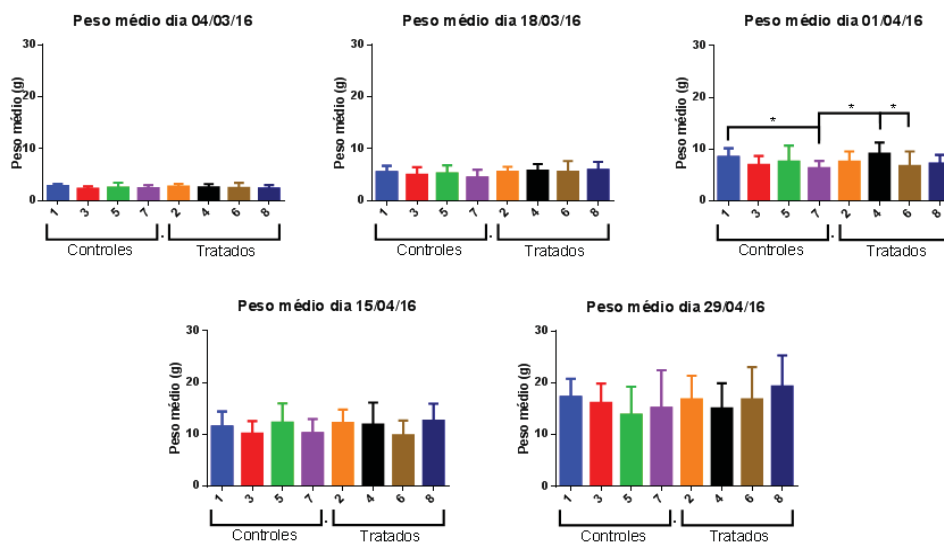 Peso médio dia 04/03/16
Peso médio (g)
30
20
10
0
1 3 5 7 2 4 6 8
Controles . Tratados
Peso médio dia 18/03/16
Peso médio (g)
30
20
10
0
1 3 5 7 2 4 6 8
Controles . Tratados
Peso médio dia 01/04/16
Peso médio (g)
30
20
10
0
* * *
1 3 5 7 2 4 6 8
Controles . Tratados
Peso médio dia 15/04/16
Peso médio (g)
30
20
10
0
1 3 5 7 2 4 6 8
Controles . Tratados
Peso médio dia 29/04/16
Peso médio (g)
30
20
10
0
1 3 5 7 2 4 6 8
Controles . Tratados